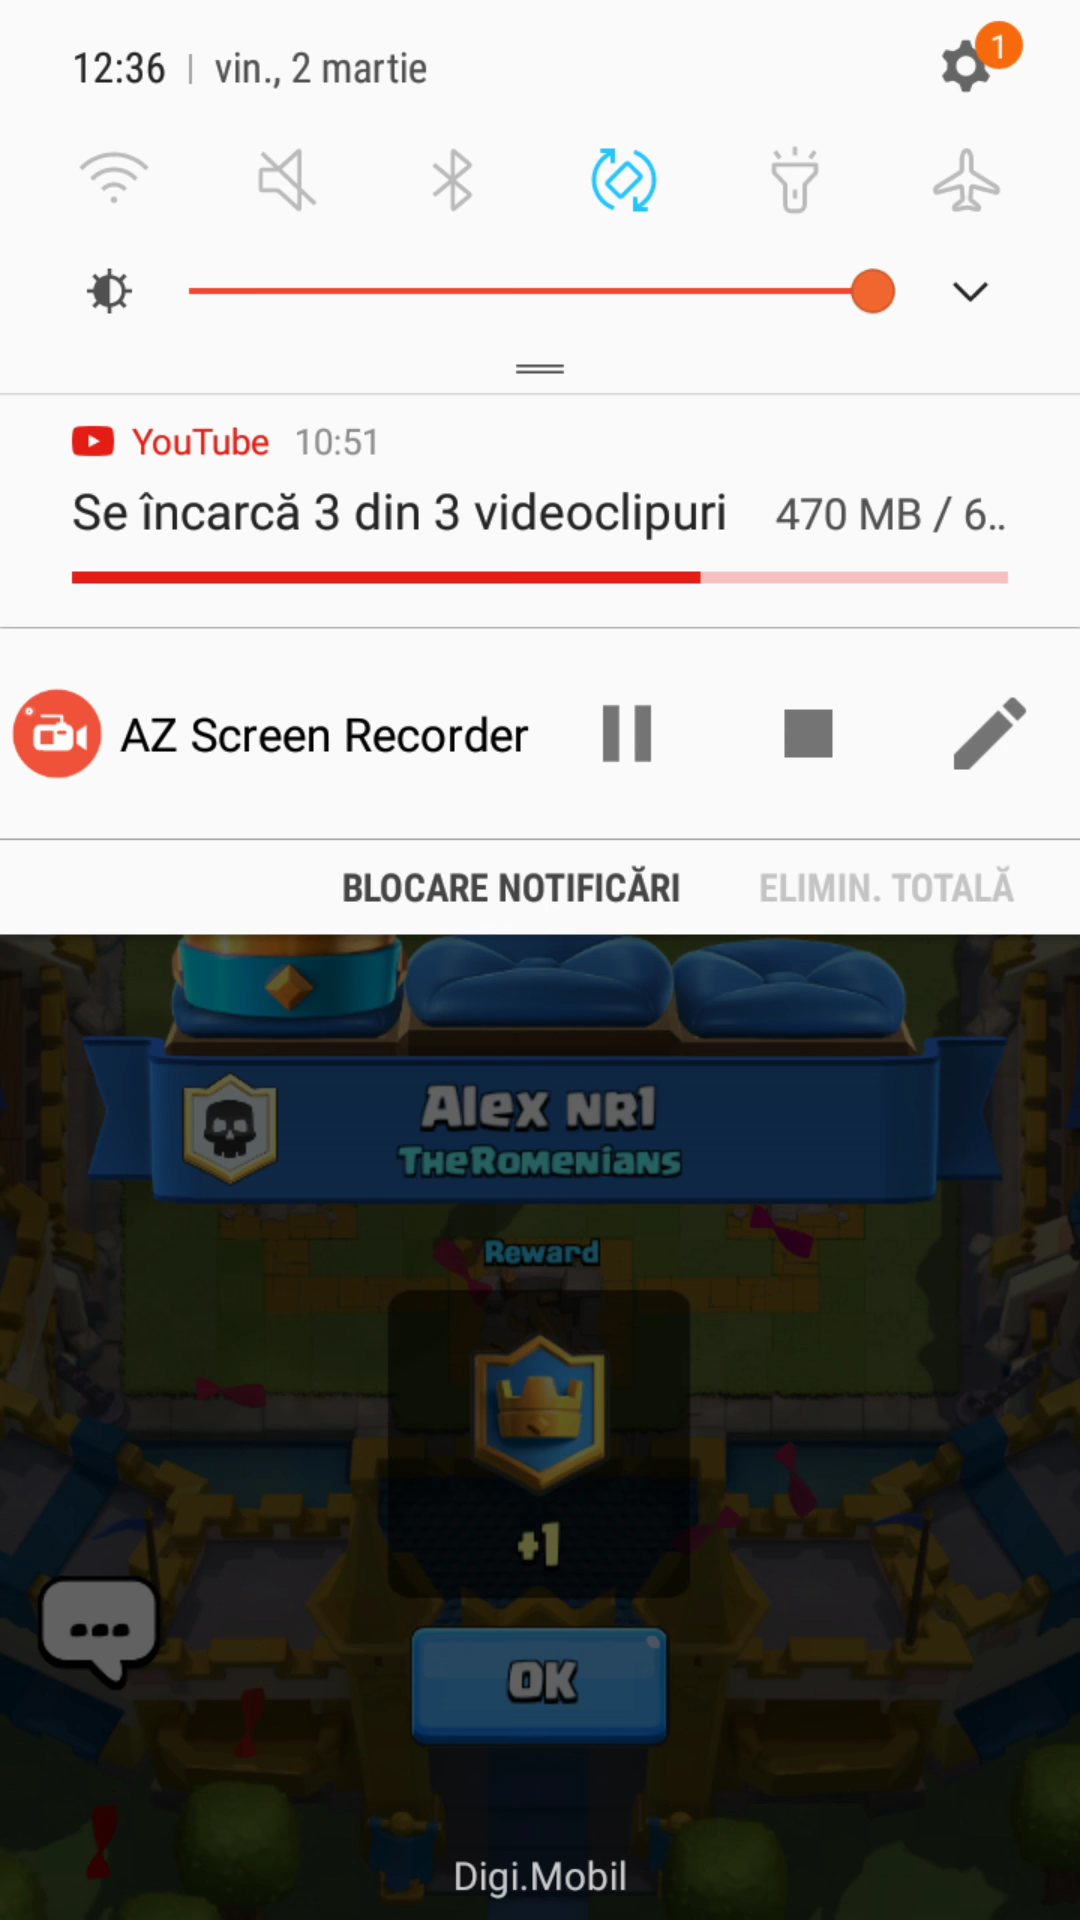 12:36 | vin., 2 martie
1
YouTube 10:51
Se încarcă 3 din 3 videoclipuri 470 MB / 6..
AZ Screen Recorder
BLOCARE NOTIFICĂRI ELIMIN. TOTALĂ
Alex NR1
TheRomenians
Reward
+1
...
OK
Digi.Mobil